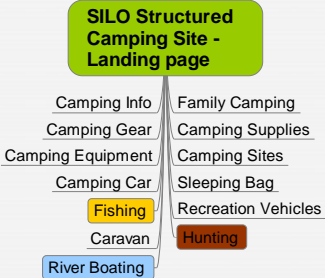 SILO Structured
Camping Site -
Landing page
Camping Info
Camping Gear
Camping Equipment
Camping Car
Fishing
Caravan
River Boating
Family Camping
Camping Supplies
Camping Sites
Sleeping Bag
Recreation Vehicles
Hunting